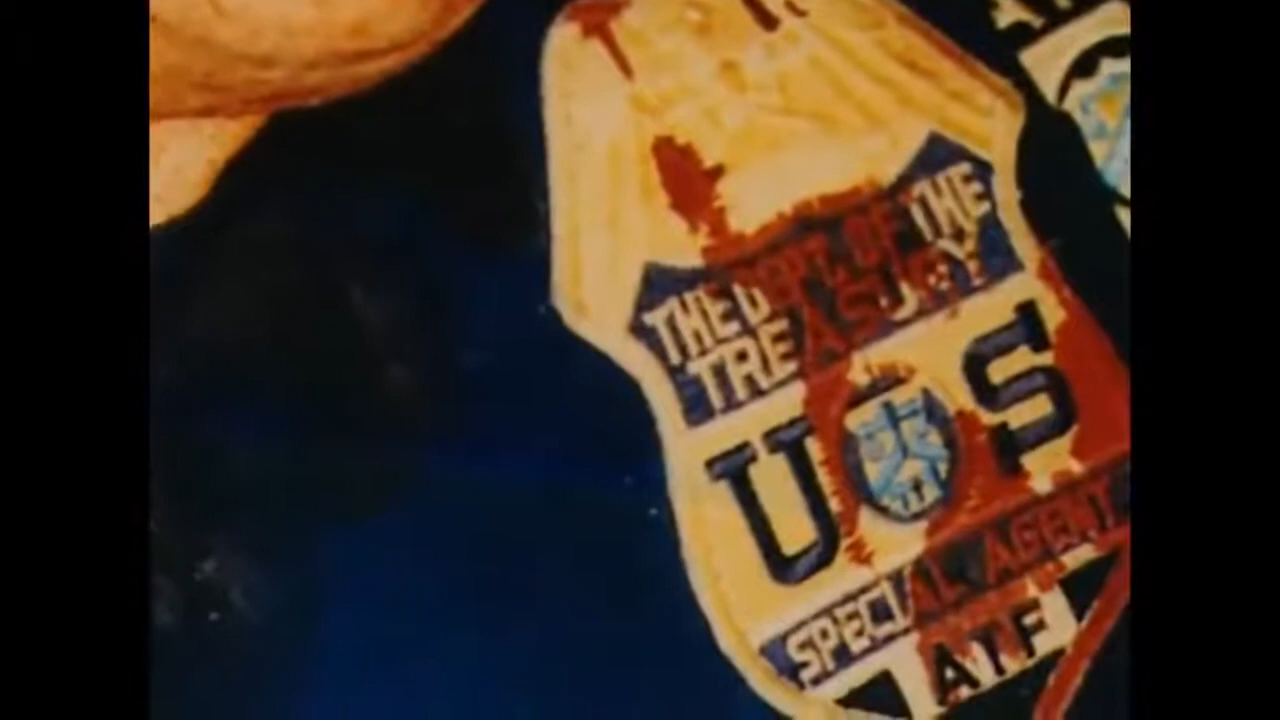 THE DEPT. OF THE
TREASURY
U S
SPECIAL AGENT
ATF